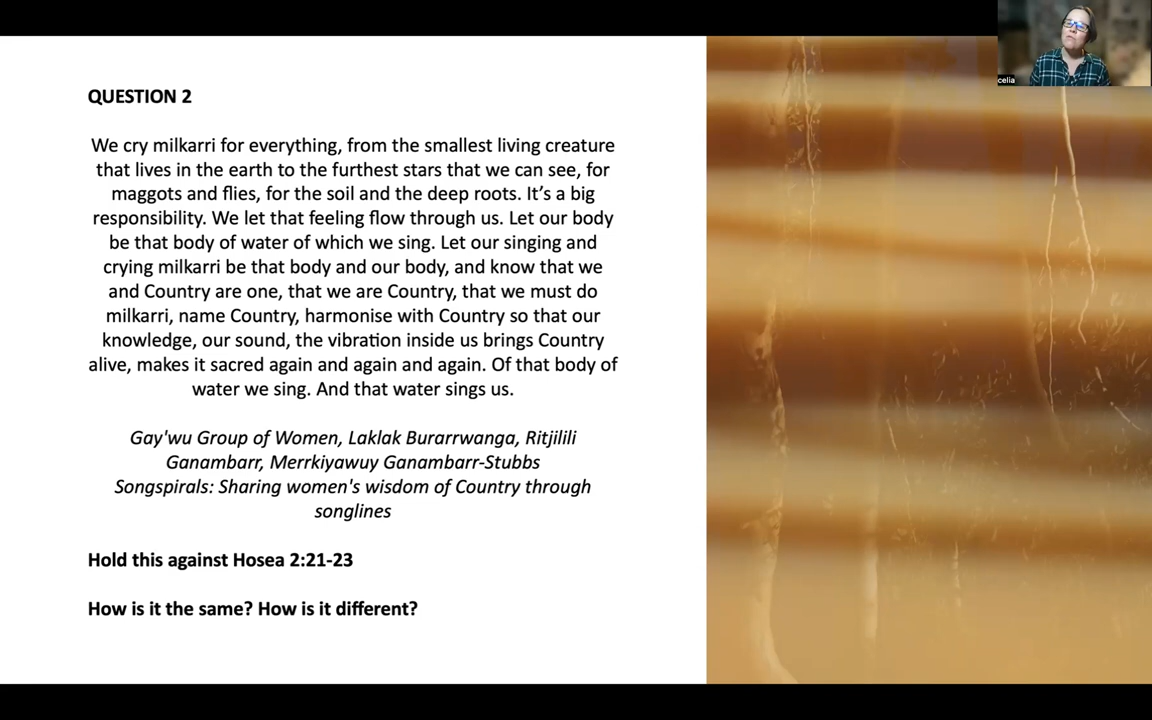 celia
QUESTION 2
We cry milkarri for everything, from the smallest living creature
that lives in the earth to the furthest stars that we can see, for
maggots and flies, for the soil and the deep roots. It’s a big
responsibility. We let that feeling flow through us. Let our body
be that body of water of which we sing. Let our singing and
crying milkarri be that body and our body, and know that we
and Country are one, that we are Country, that we must do
milkarri, name Country, harmonise with Country so that our
knowledge, our sound, the vibration inside us brings Country
alive, makes it sacred again and again and again. Of that body of
water we sing. And that water sings us.
Gay'wu Group of Women, Laklak Burarrwanga, Ritjilili
Ganambarr, Merrkiyawuy Ganambarr-Stubbs
Songspirals: Sharing women's wisdom of Country through
songlines
Hold this against Hosea 2:21-23
How is it the same? How is it different?